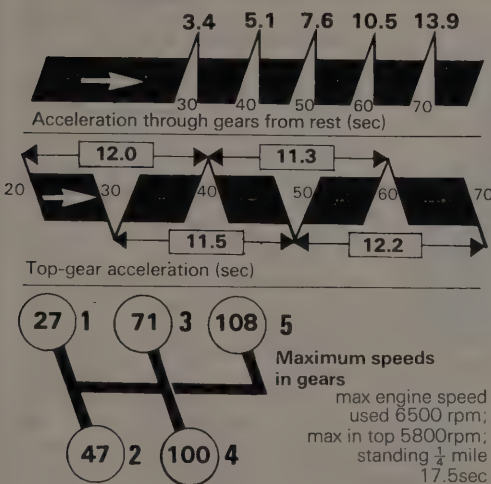 3.4 5.1 7.6 10.5 13.9
30 40 50 60 70
Acceleration through gears from rest (sec)
12.0 11.3
20 30 40 50 60 70
11.5 12.2
Top-gear acceleration (sec)
27 1 71 3 108 5
Maximum speeds
in gears
max engine speed
used 6500 rpm;
max in top 5800rpm;
47 2 100 4 standing ¼ mile
17.5sec